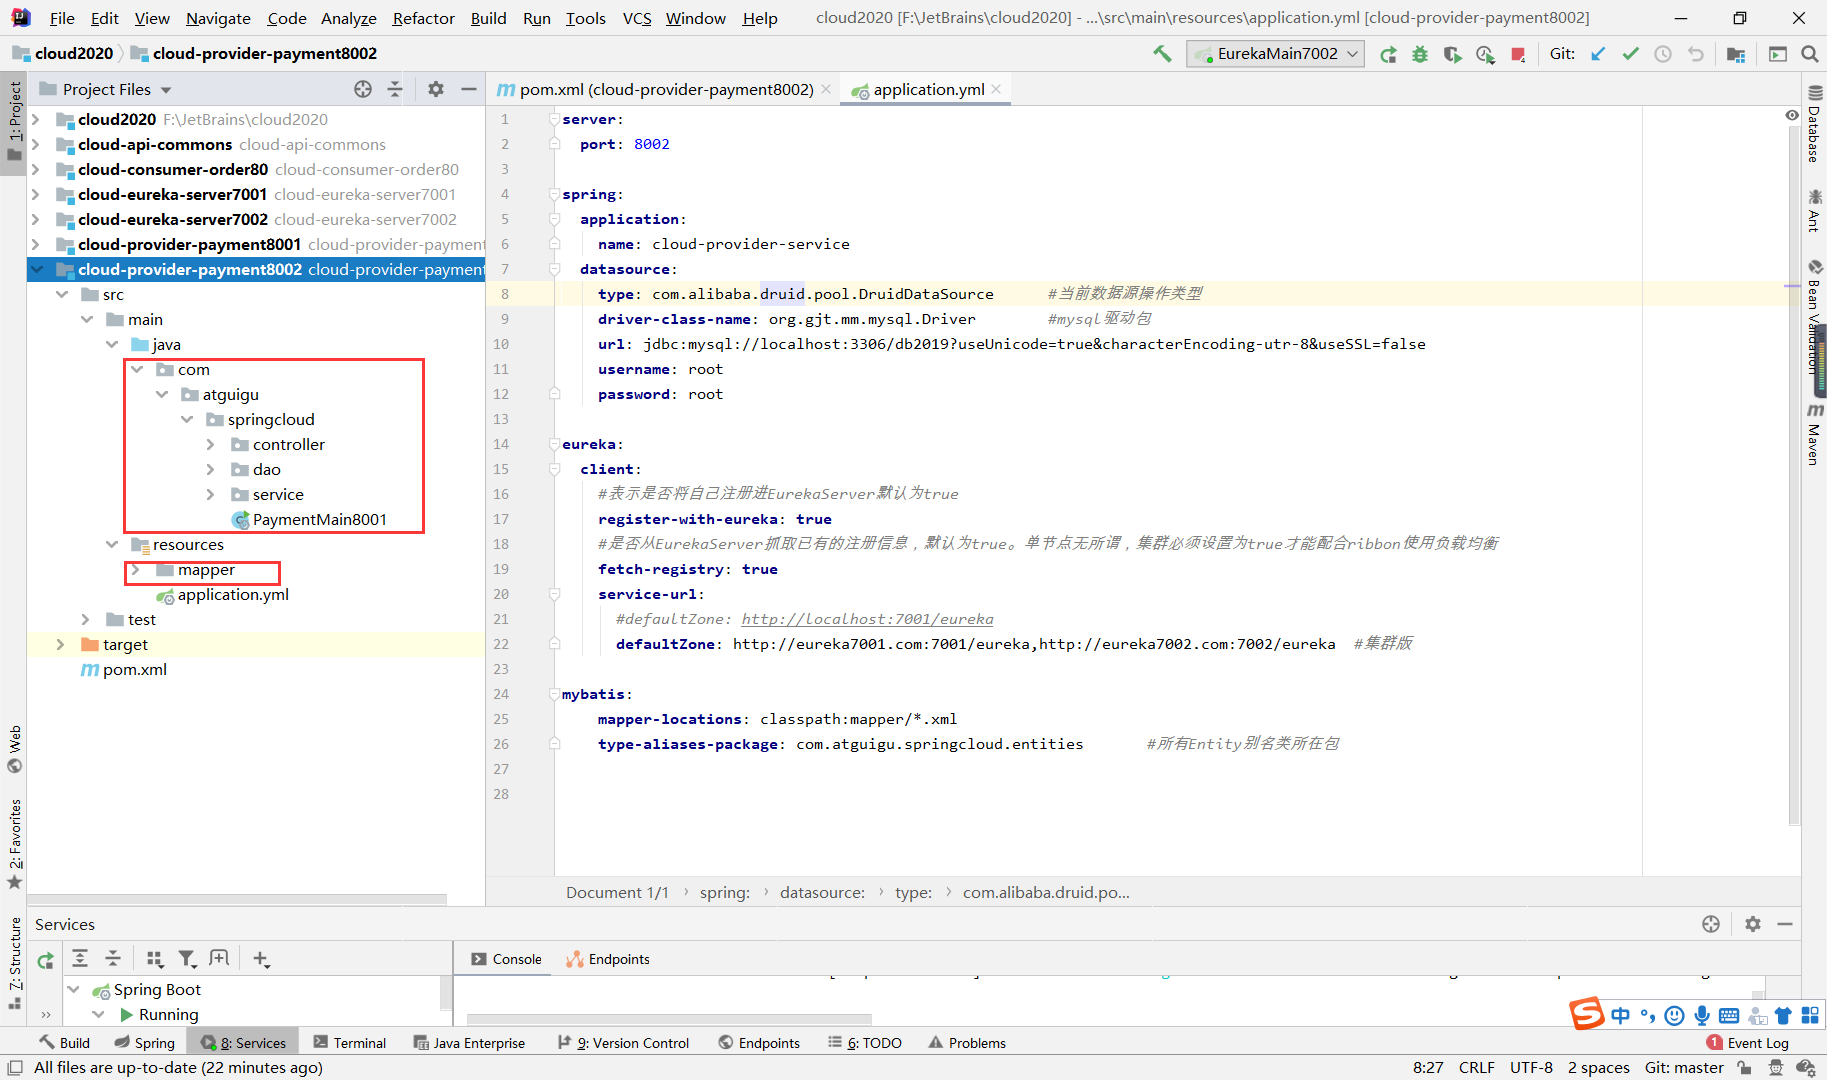 File Edit View Navigate Code Analyze Refactor Build Run Tools VCS Window Help cloud2020 [F:\JetBrains\cloud2020] - ...\src\main\resources\application.yml [cloud-provider-payment8002]
cloud2020 cloud-provider-payment8002 EurekaMain7002 Git:
Project Files
pom.xml (cloud-provider-payment8002) application.yml
1: Project
cloud2020 F:\JetBrains\cloud2020
cloud-api-commons cloud-api-commons
cloud-consumer-order80 cloud-consumer-order80
cloud-eureka-server7001 cloud-eureka-server7001
cloud-eureka-server7002 cloud-eureka-server7002
cloud-provider-payment8001 cloud-provider-payment
cloud-provider-payment8002 cloud-provider-payment
src
main
java
com
atguigu
springcloud
controller
dao
service
PaymentMain8001
resources
mapper
application.yml
test
target
pom.xml
Web
2: Favorites
7: Structure
1 server:
2 port: 8002
3
4 spring:
5 application:
6 name: cloud-provider-service
7 datasource:
8 type: com.alibaba.druid.pool.DruidDataSource #当前数据源操作类型
9 driver-class-name: org.gjt.mm.mysql.Driver #mysql驱动包
10 url: jdbc:mysql://localhost:3306/db2019?useUnicode=true&characterEncoding-utr-8&useSSL=false
11 username: root
12 password: root
13
14 eureka:
15 client:
16 #表示是否将自己注册进EurekaServer默认为true
17 register-with-eureka: true
18 #是否从EurekaServer抓取已有的注册信息，默认为true。单节点无所谓，集群必须设置为true才能配合ribbon使用负载均衡
19 fetch-registry: true
20 service-url:
21 #defaultZone: http://localhost:7001/eureka
22 defaultZone: http://eureka7001.com:7001/eureka,http://eureka7002.com:7002/eureka #集群版
23
24 mybatis:
25 mapper-locations: classpath:mapper/*.xml
26 type-aliases-package: com.atguigu.springcloud.entities #所有Entity别名类所在包
27
28
Database
Ant
Bean Validation
Maven
Document 1/1 › spring: › datasource: › type: › com.alibaba.druid.po...
Services
Console Endpoints
Spring Boot
Running
中
Build Spring 8: Services Terminal Java Enterprise 9: Version Control Endpoints 6: TODO Problems 1 Event Log
All files are up-to-date (22 minutes ago) 8:27 CRLF UTF-8 2 spaces Git: master